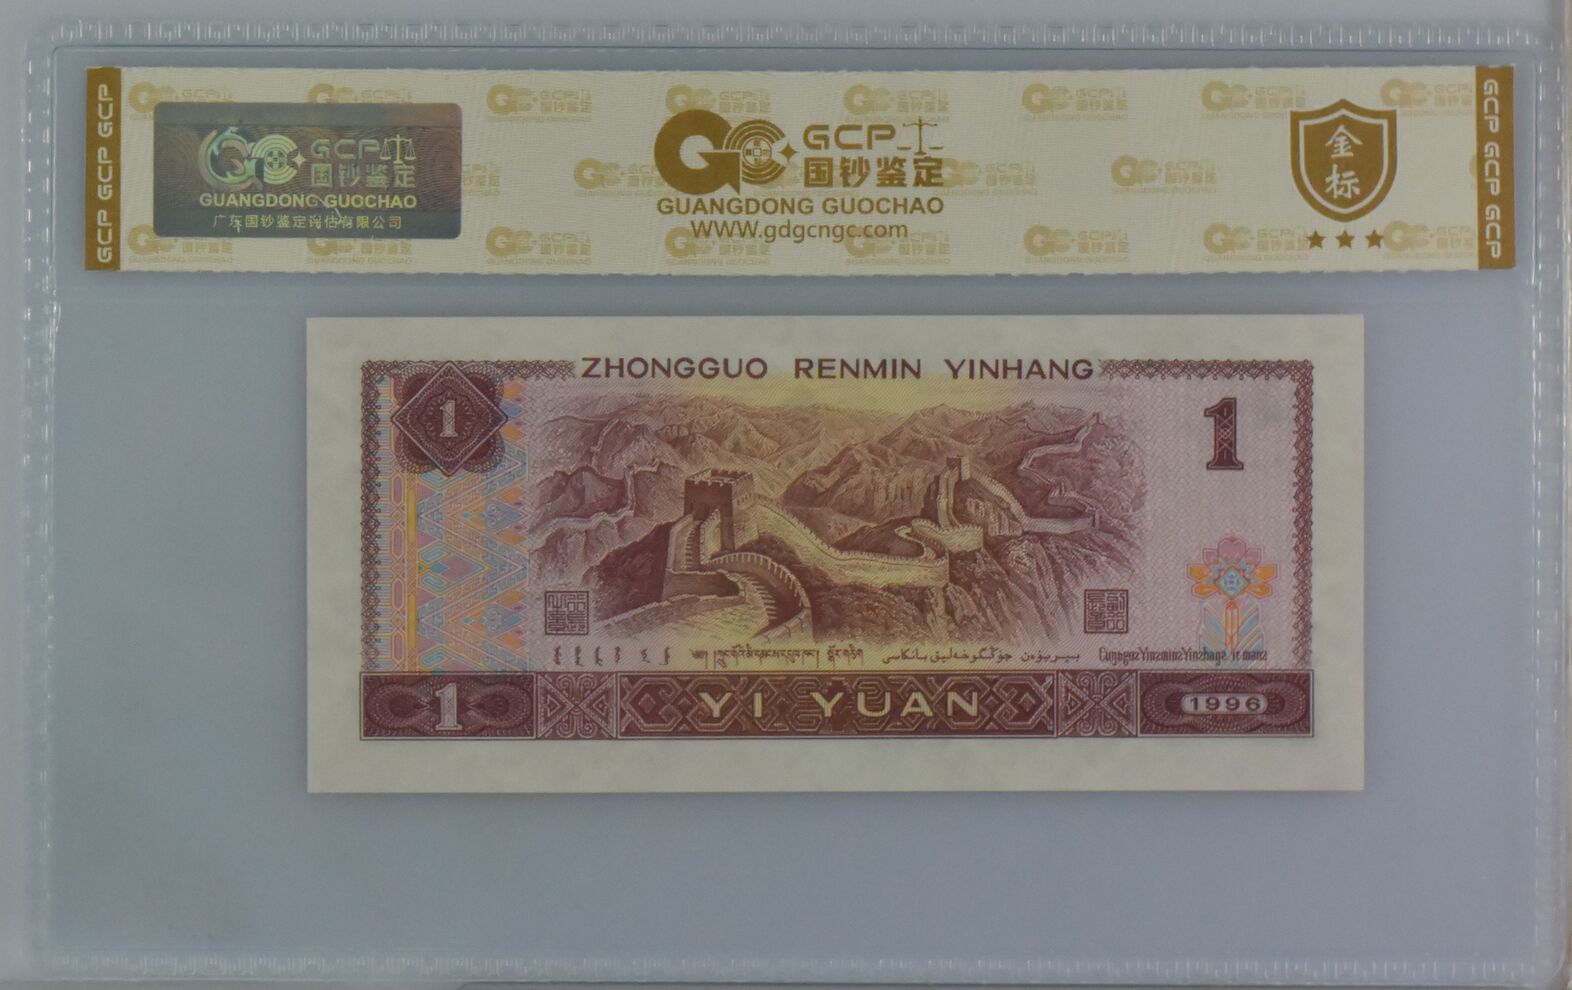 GCP GCP GCP
GCP
国钞鉴定
GUANGDONG GUOCHAO
广东国钞鉴定评估有限公司
GCP
国钞鉴定
GUANGDONG GUOCHAO
WWW.gdgcngc.com
金标
GCP GCP GCP
ZHONGGUO RENMIN YINHANG
1
1
1
YI YUAN
1996